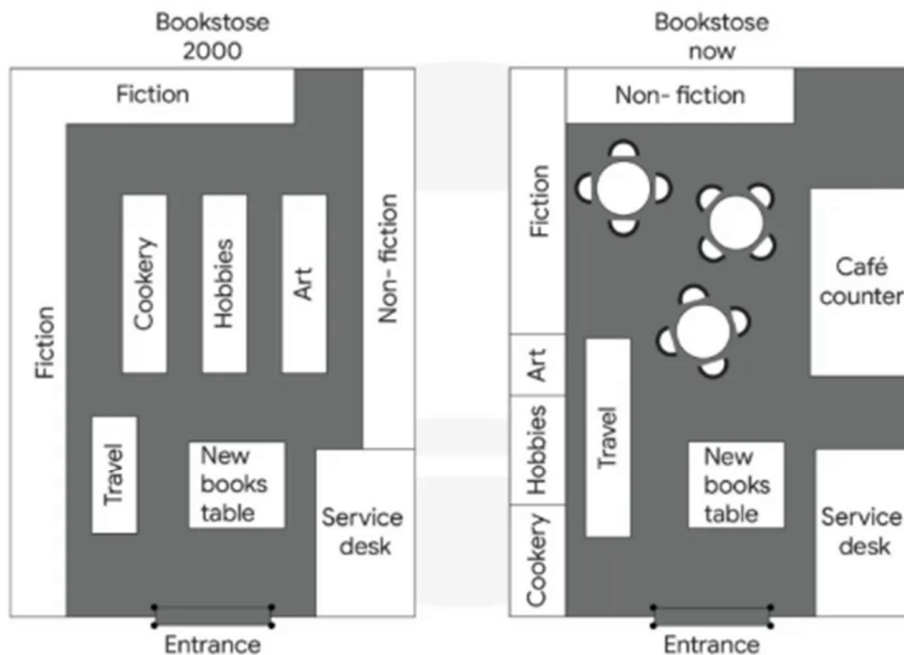 Bookstose
2000
Fiction
Fiction
Cookery
Hobbies
Art
Non- fiction
Travel
New
books
table
Service
desk
Entrance
Bookstose
now
Non- fiction
Fiction
Art
Hobbies
Cookery
Travel
Café
counter
New
books
table
Service
desk
Entrance